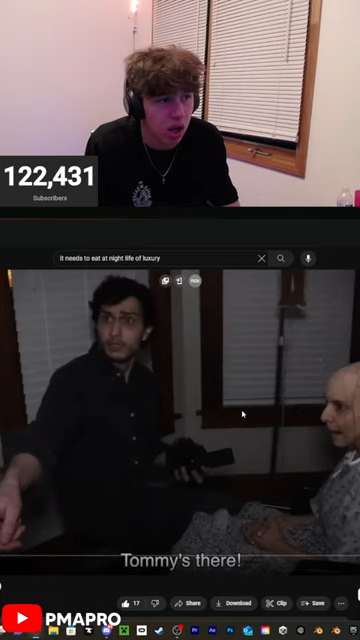 122,431
Subscribers
it needs to eat at night life of luxury
Tommy's there!
17
Share
Download
Clip
Save
PMAPRO